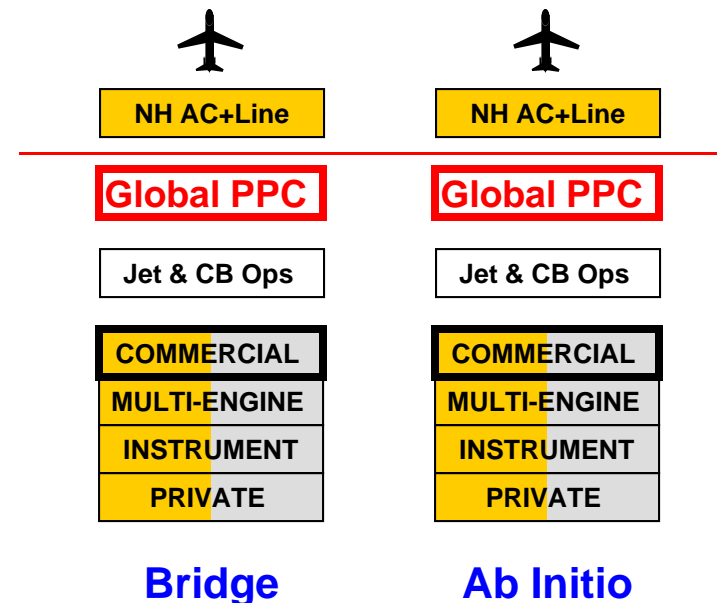 NH AC+Line
NH AC+Line
Global PPC
Global PPC
Jet & CB Ops
Jet & CB Ops
COMMERCIAL
COMMERCIAL
MULTI-ENGINE
MULTI-ENGINE
INSTRUMENT
INSTRUMENT
PRIVATE
PRIVATE
Bridge
Ab Initio